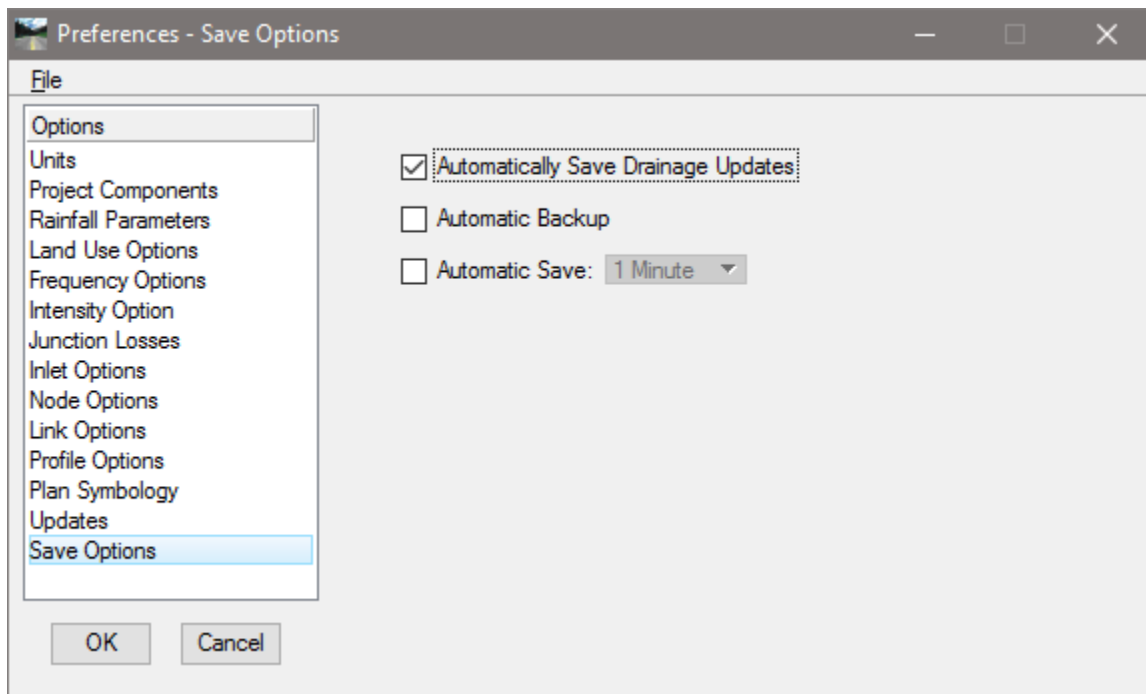 Preferences - Save Options
File
Options
Units
Project Components
Rainfall Parameters
Land Use Options
Frequency Options
Intensity Option
Junction Losses
Inlet Options
Node Options
Link Options
Profile Options
Plan Symbology
Updates
Save Options
Automatically Save Drainage Updates
Automatic Backup
Automatic Save: 1 Minute
OK Cancel